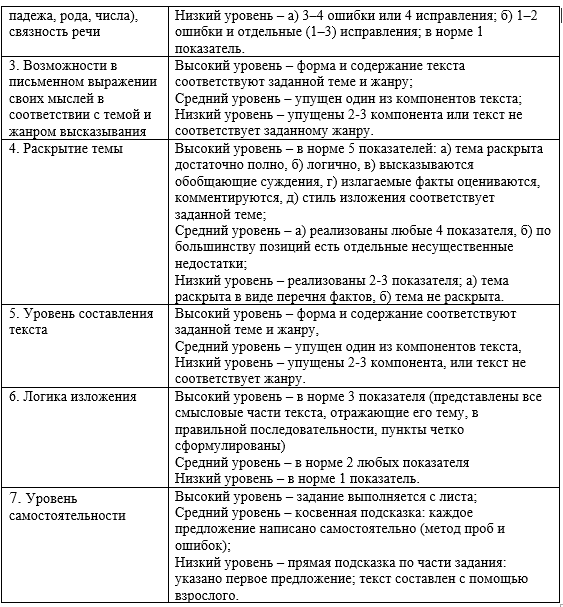 падежа, рода, числа),
связность речи
Низкий уровень – а) 3–4 ошибки или 4 исправления; б) 1–2
ошибки и отдельные (1–3) исправления; в норме 1
показатель.
3. Возможности в
письменном выражении
своих мыслей в
соответствии с темой и
жанром высказывания
Высокий уровень – форма и содержание текста
соответствуют заданной теме и жанру;
Средний уровень – упущен один из компонентов текста;
Низкий уровень – упущены 2-3 компонента или текст не
соответствует заданному жанру.
4. Раскрытие темы
Высокий уровень – в норме 5 показателей: а) тема раскрыта
достаточно полно, б) логично, в) высказываются
обобщающие суждения, г) излагаемые факты оцениваются,
комментируются, д) стиль изложения соответствует
заданной теме;
Средний уровень – а) реализованы любые 4 показателя, б) по
большинству позиций есть отдельные несущественные
недостатки;
Низкий уровень – реализованы 2-3 показателя; а) тема
раскрыта в виде перечня фактов, б) тема не раскрыта.
5. Уровень составления
текста
Высокий уровень – форма и содержание соответствуют
заданной теме и жанру,
Средний уровень – упущен один из компонентов текста,
Низкий уровень – упущены 2-3 компонента, или текст не
соответствует жанру.
6. Логика изложения
Высокий уровень – в норме 3 показателя (представлены все
смысловые части текста, отражающие его тему, в
правильной последовательности, пункты четко
сформулированы)
Средний уровень – в норме 2 любых показателя
Низкий уровень – в норме 1 показатель.
7. Уровень
самостоятельности
Высокий уровень – задание выполняется с листа;
Средний уровень – косвенная подсказка: каждое
предложение написано самостоятельно (метод проб и
ошибок);
Низкий уровень – прямая подсказка по части задания:
указано первое предложение; текст составлен с помощью
взрослого.